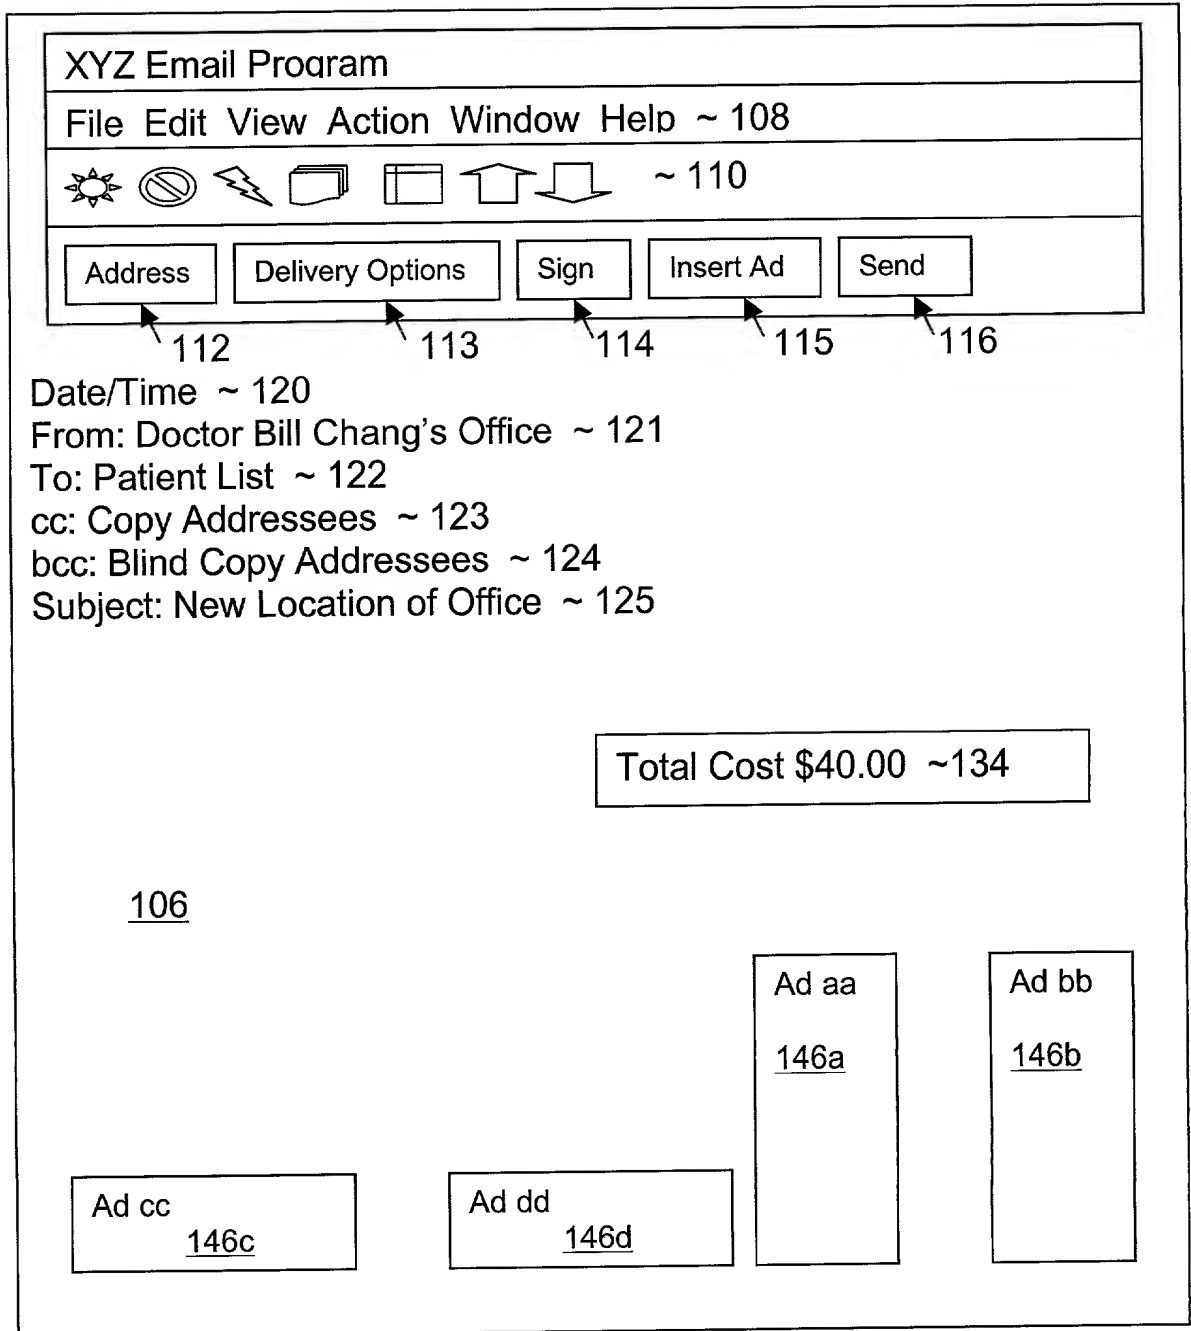 XYZ Email Program
File Edit View Action Window Help ~ 108
~ 110
Address Delivery Options Sign Insert Ad Send
112 113 114 115 116
Date/Time ~ 120
From: Doctor Bill Chang's Office ~ 121
To: Patient List ~ 122
cc: Copy Addressees ~ 123
bcc: Blind Copy Addressees ~ 124
Subject: New Location of Office ~ 125
Total Cost $40.00 ~134
106
Ad aa Ad bb
146a 146b
Ad cc Ad dd
146c 146d